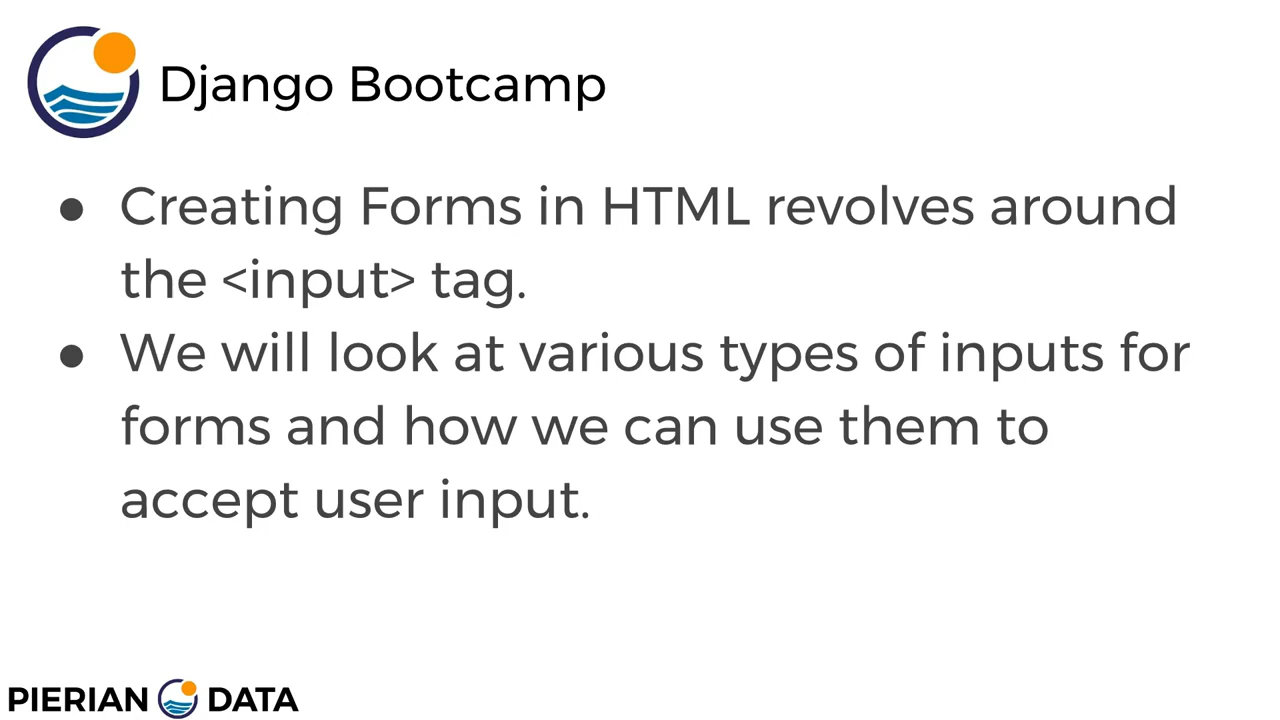 Django Bootcamp
● Creating Forms in HTML revolves around
the <input> tag.
● We will look at various types of inputs for
forms and how we can use them to
accept user input.
PIERIAN DATA